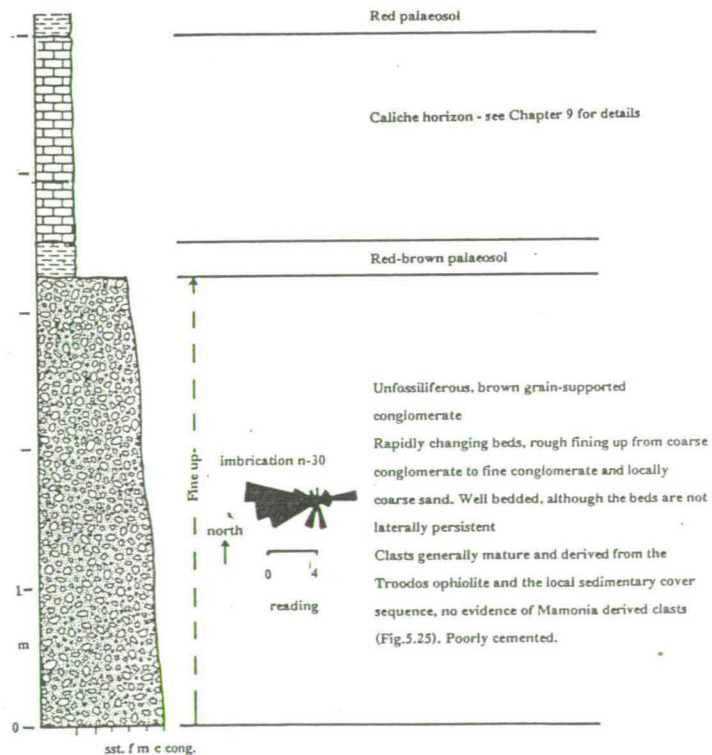 Red palaeosol
Caliche horizon - see Chapter 9 for details
Red-brown palaeosol
Unfossiliferous, brown grain-supported
conglomerate
Rapidly changing beds, rough fining up from coarse
conglomerate to fine conglomerate and locally
coarse sand. Well bedded, although the beds are not
laterally persistent
Clasts generally mature and derived from the
Troodos ophiolite and the local sedimentary cover
sequence, no evidence of Mamonia derived clasts
(Fig.5.25). Poorly cemented.
Fine up-
imbrication n-30
north
0 4
reading
1
m
0
sst. f m c cong.